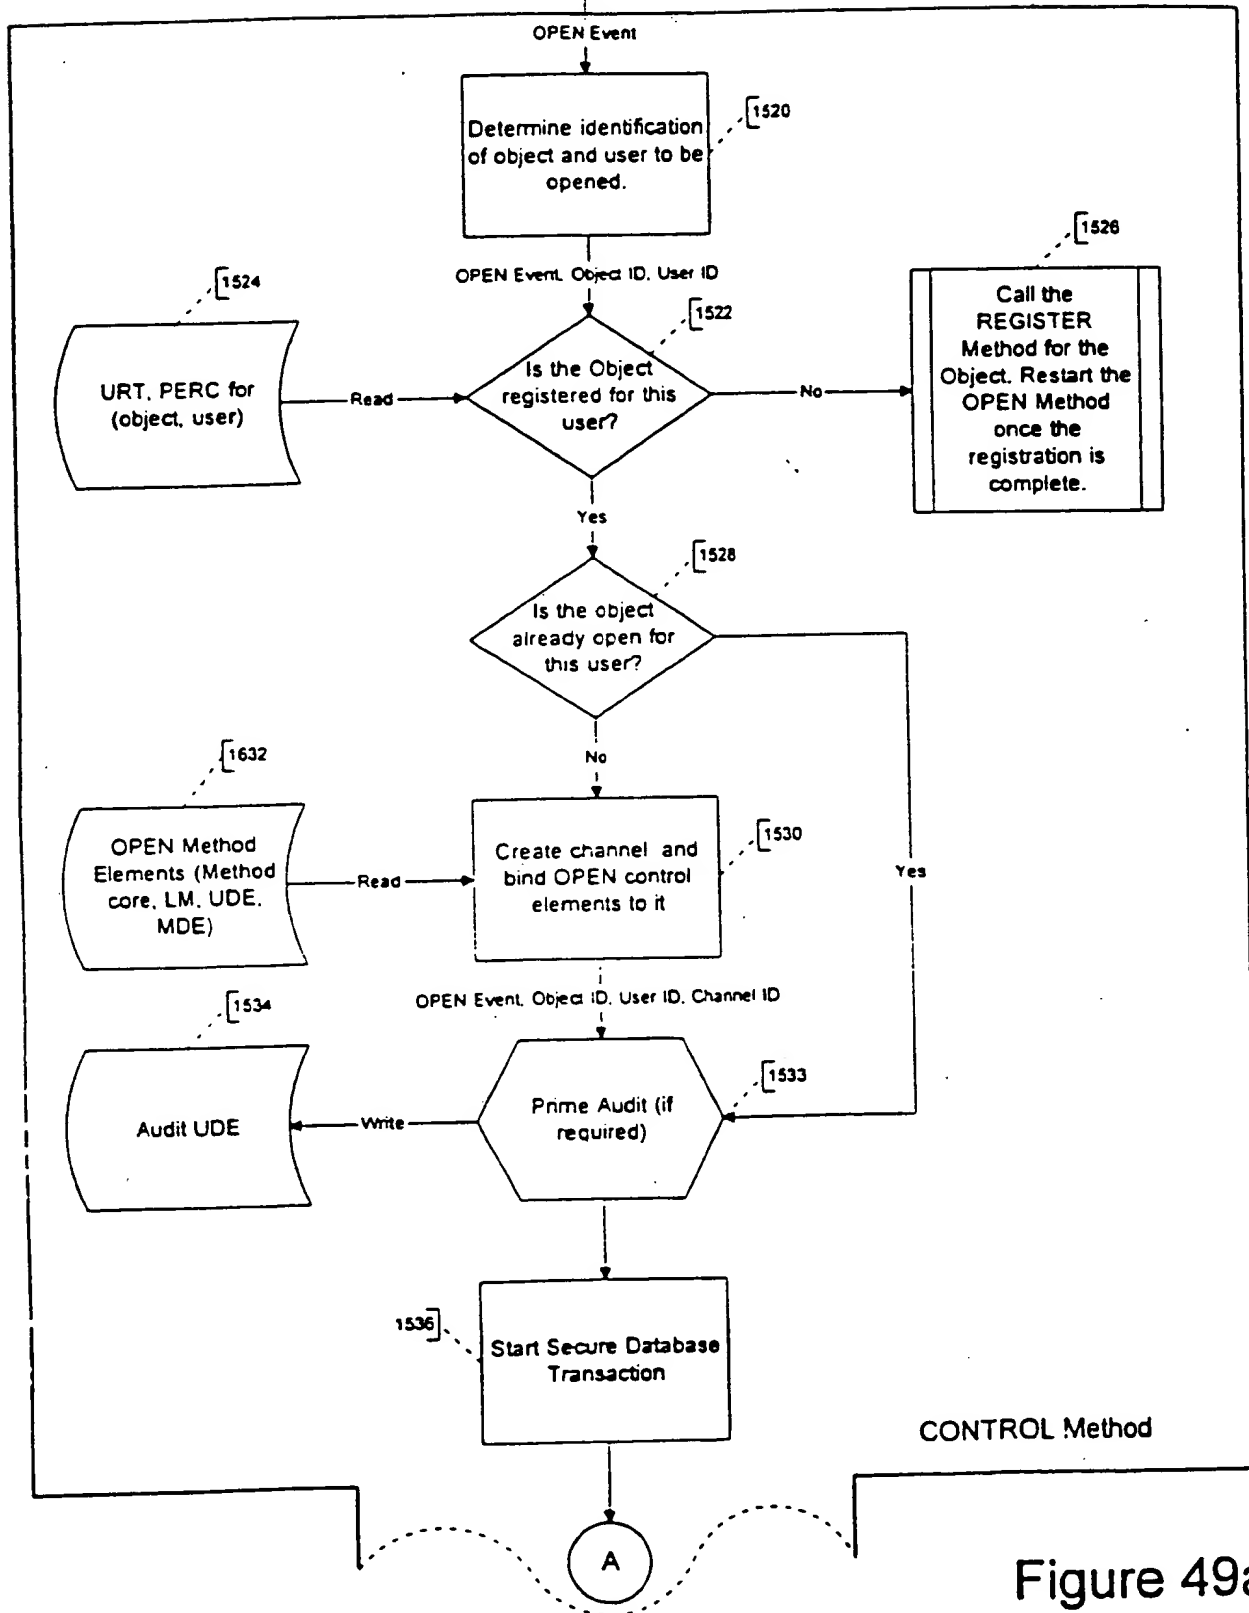 OPEN Event
Determine identification
of object and user to be
opened.
1520
OPEN Event, Object ID, User ID
1524
URT, PERC for
(object, user)
Read
1522
Is the Object
registered for this
user?
No
1526
Call the
REGISTER
Method for the
Object. Restart the
OPEN Method
once the
registration is
complete.
Yes
1528
Is the object
already open for
this user?
No
Yes
1632
OPEN Method
Elements (Method
core, LM, UDE,
MDE)
Read
1530
Create channel and
bind OPEN control
elements to it
OPEN Event, Object ID, User ID, Channel ID
1534
Audit UDE
Write
1533
Prime Audit (if
required)
1536
Start Secure Database
Transaction
CONTROL Method
A
Figure 49a